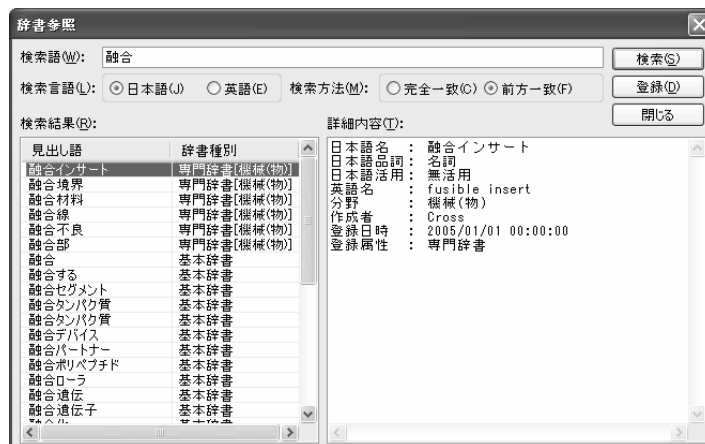 辞書参照
検索語(W): 融合 検索(S)
検索言語(L): 日本語(J) 英語(E) 検索方法(M): 完全一致(C) 前方一致(F) 登録(D)
閉じる
検索結果(R): 詳細内容(T):
見出し語 辞書種別
融合インサート 専門辞書[機械(物)]
融合境界 専門辞書[機械(物)]
融合材料 専門辞書[機械(物)]
融合線 専門辞書[機械(物)]
融合不良 専門辞書[機械(物)]
融合部 専門辞書[機械(物)]
融合 基本辞書
融合する 基本辞書
融合セグメント 基本辞書
融合タンパク質 基本辞書
融合タンパク質 基本辞書
融合デバイス 基本辞書
融合パートナー 基本辞書
融合ポリペプチド 基本辞書
融合ローラ 基本辞書
融合遺伝 基本辞書
融合遺伝子 基本辞書
日本語名 : 融合インサート
日本語品詞 : 名詞
日本語活用 : 無活用
英語名 : fusible insert
分野 : 機械(物)
作成者 : Cross
登録日時 : 2005/01/01 00:00:00
登録属性 : 専門辞書